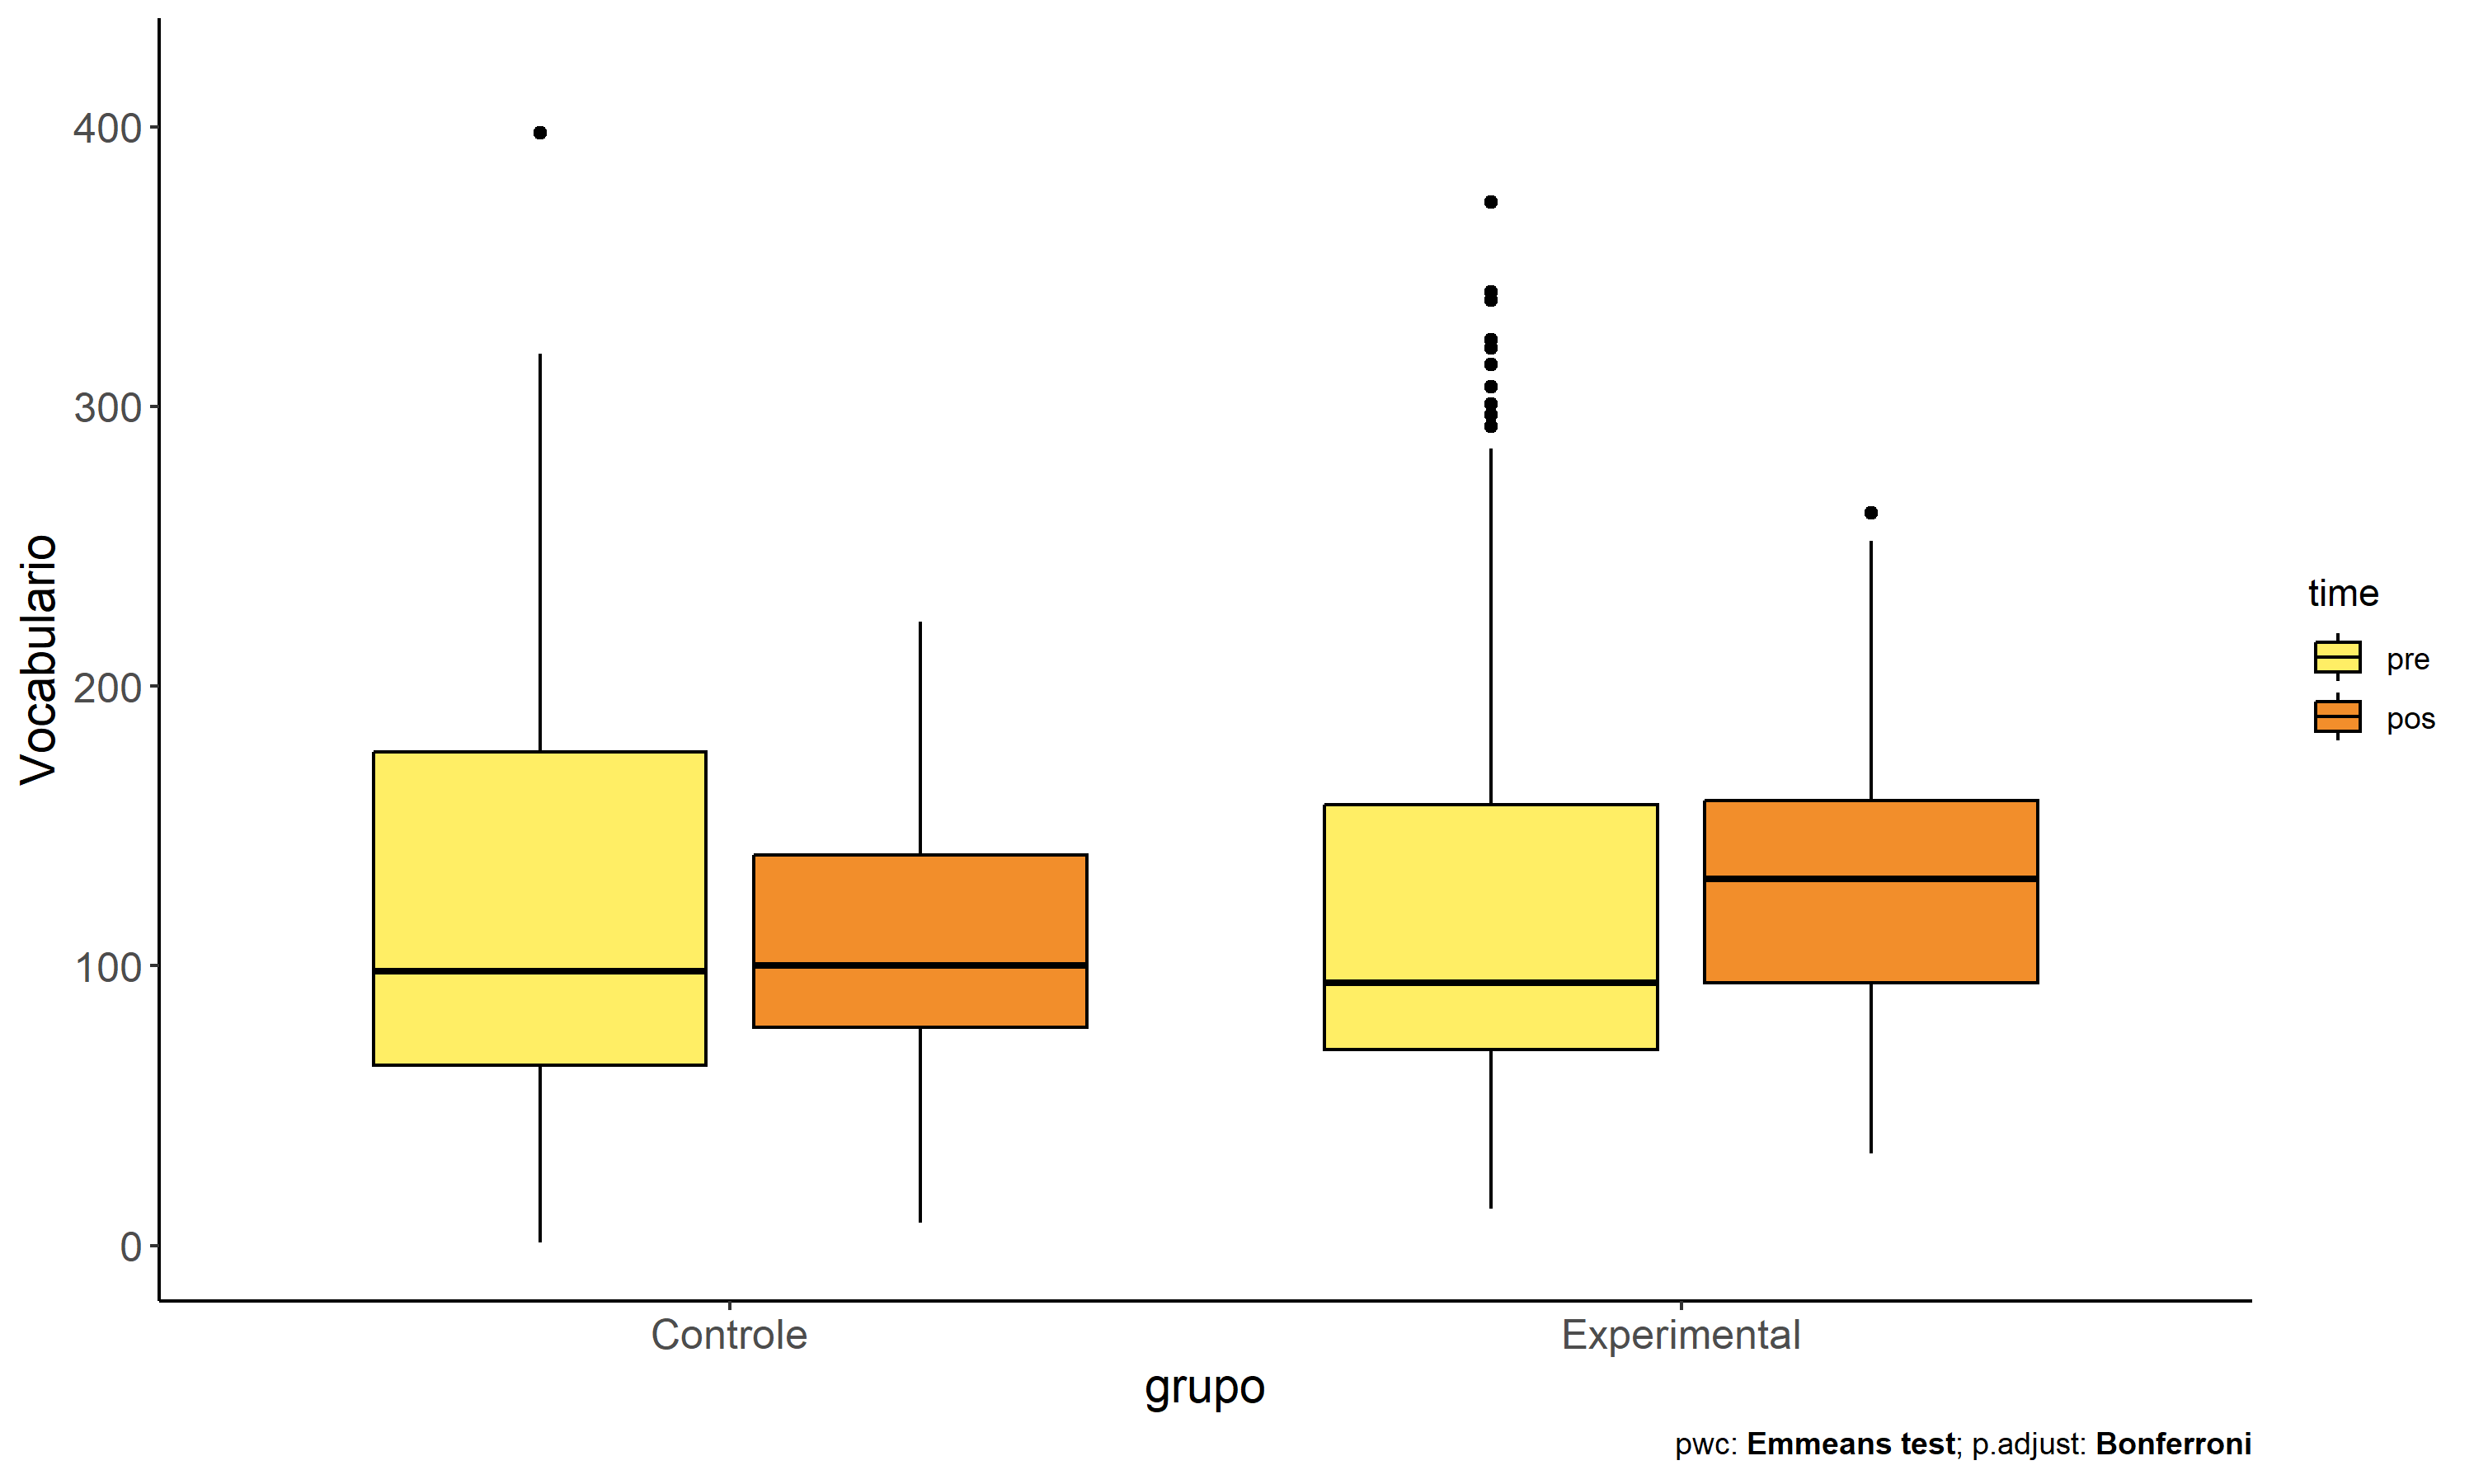 400
300
200
100
0
Vocabulario
Controle
Experimental
grupo
time
pre
pos
pwc: Emmeans test; p.adjust: Bonferroni